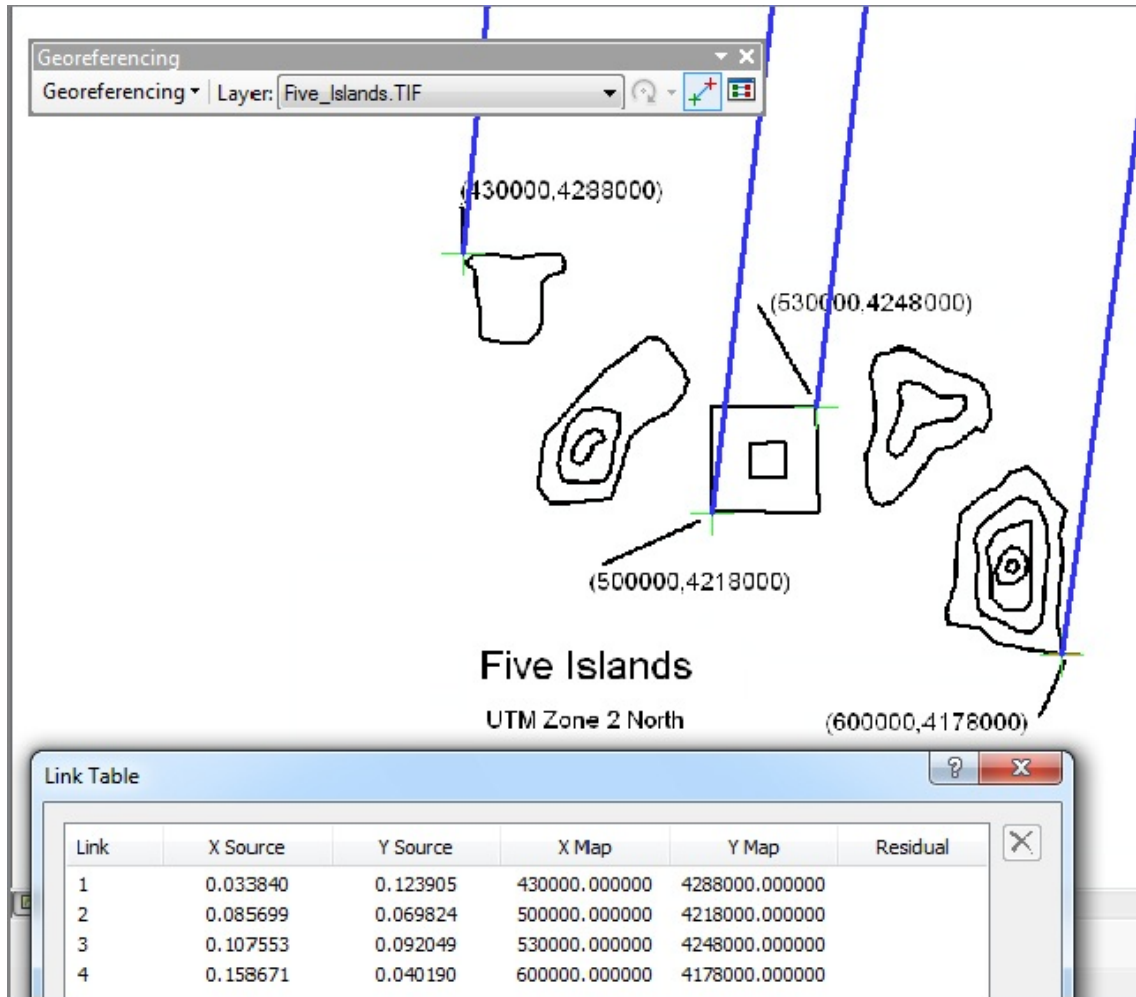 Georeferencing
Georeferencing Layer: Five_Islands.TIF
(430000,4288000)
(530000,4248000)
(500000,4218000)
Five Islands
UTM Zone 2 North
(600000,4178000)
Link Table
Link X Source Y Source X Map Y Map Residual
1 0.033840 0.123905 430000.000000 4288000.000000
2 0.085699 0.069824 500000.000000 4218000.000000
3 0.107553 0.092049 530000.000000 4248000.000000
4 0.158671 0.040190 600000.000000 4178000.000000